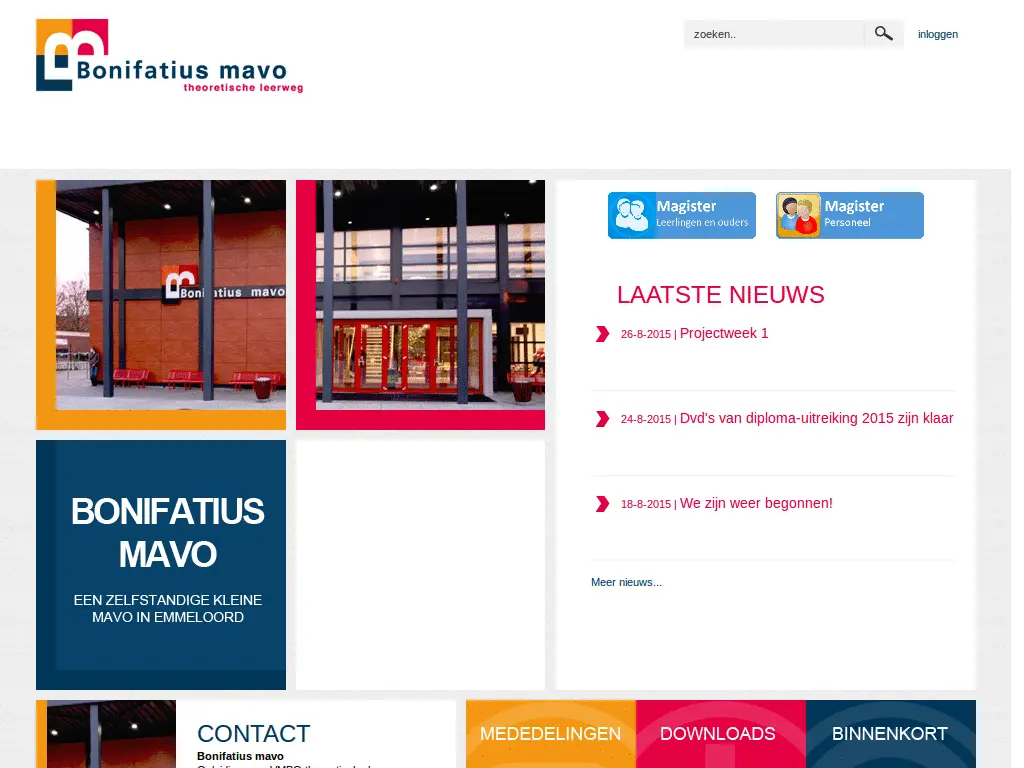 Bonifatius mavo
theoretische leerweg
zoeken..
inloggen
Bonifatius mavo
Magister
Leerlingen en ouders
Magister
Personeel
LAATSTE NIEUWS
26-8-2015 | Projectweek 1
24-8-2015 | Dvd's van diploma-uitreiking 2015 zijn klaar
18-8-2015 | We zijn weer begonnen!
Meer nieuws...
BONIFATIUS
MAVO
EEN ZELFSTANDIGE KLEINE
MAVO IN EMMELOORD
CONTACT
Bonifatius mavo
MEDEDELINGEN
DOWNLOADS
BINNENKORT